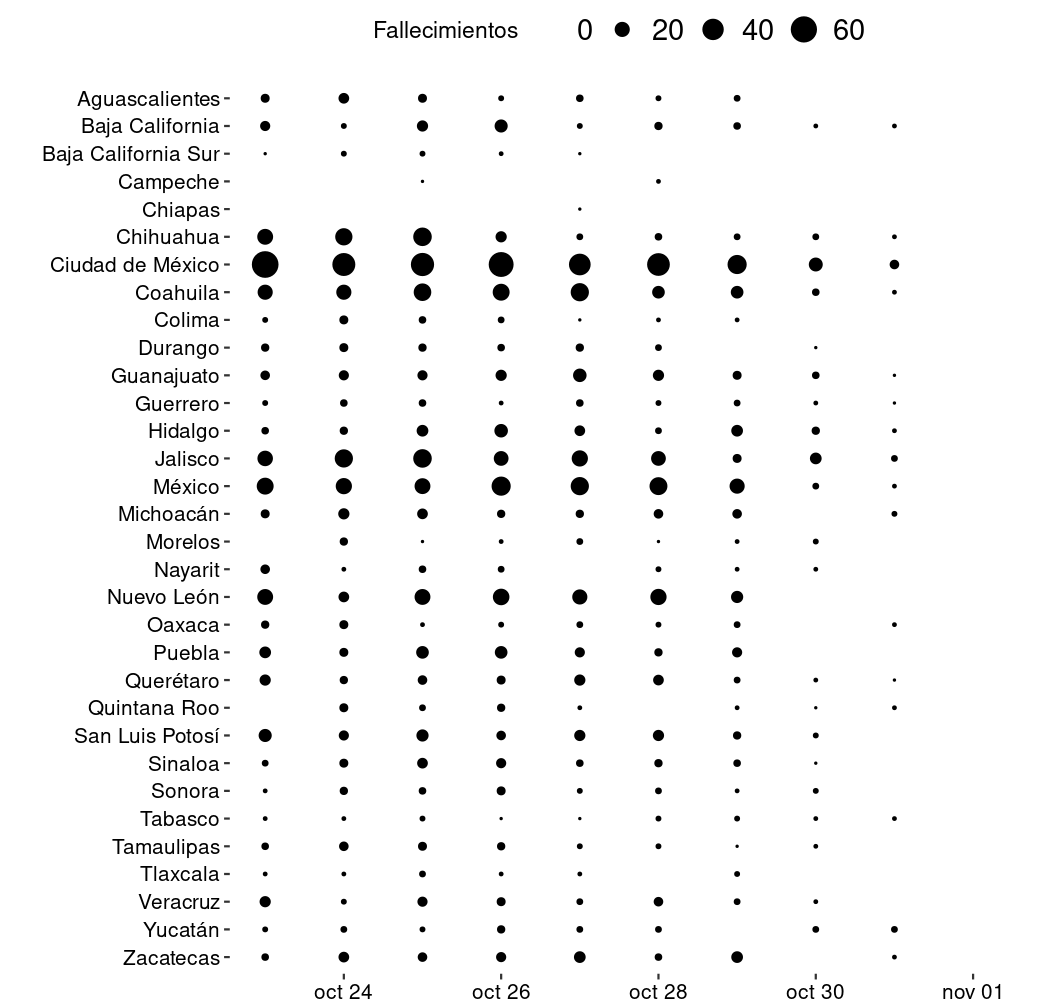 Fallecimientos 0 20 40 60
Aguascalientes
Baja California
Baja California Sur
Campeche
Chiapas
Chihuahua
Ciudad de México
Coahuila
Colima
Durango
Guanajuato
Guerrero
Hidalgo
Jalisco
México
Michoacán
Morelos
Nayarit
Nuevo León
Oaxaca
Puebla
Querétaro
Quintana Roo
San Luis Potosí
Sinaloa
Sonora
Tabasco
Tamaulipas
Tlaxcala
Veracruz
Yucatán
Zacatecas
oct 24 oct 26 oct 28 oct 30 nov 01